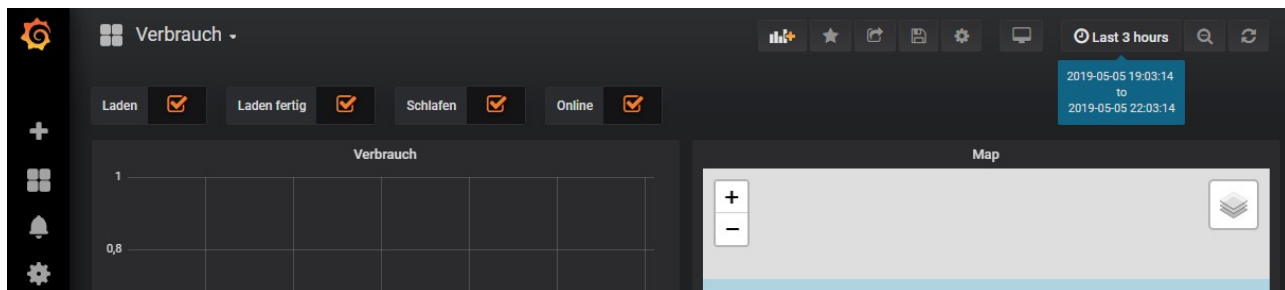 Verbrauch
Last 3 hours
2019-05-05 19:03:14
to
2019-05-05 22:03:14
Laden
Laden fertig
Schlafen
Online
Verbrauch
Map
1
0,8
+
−